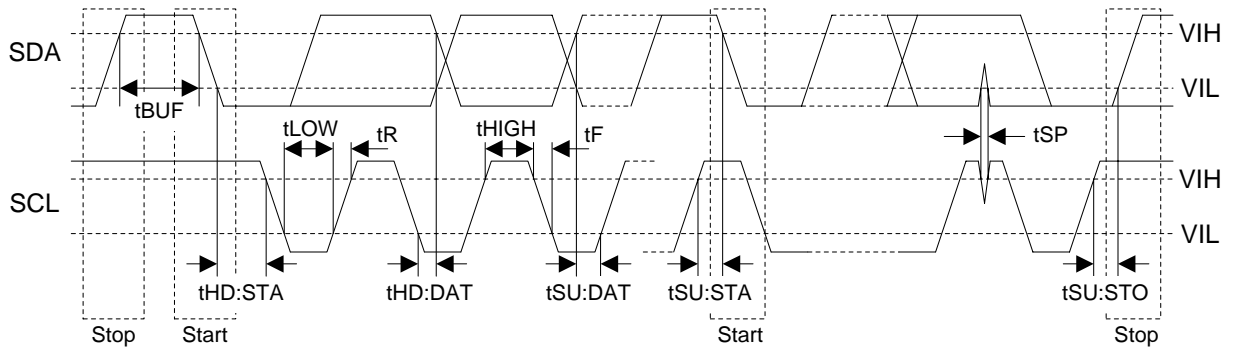 SDA
VIH
VIL
tBUF
tLOW
tR
tHIGH
tF
tSP
SCL
VIH
VIL
tHD:STA
tHD:DAT
tSU:DAT
tSU:STA
tSU:STO
Stop
Start
Start
Stop